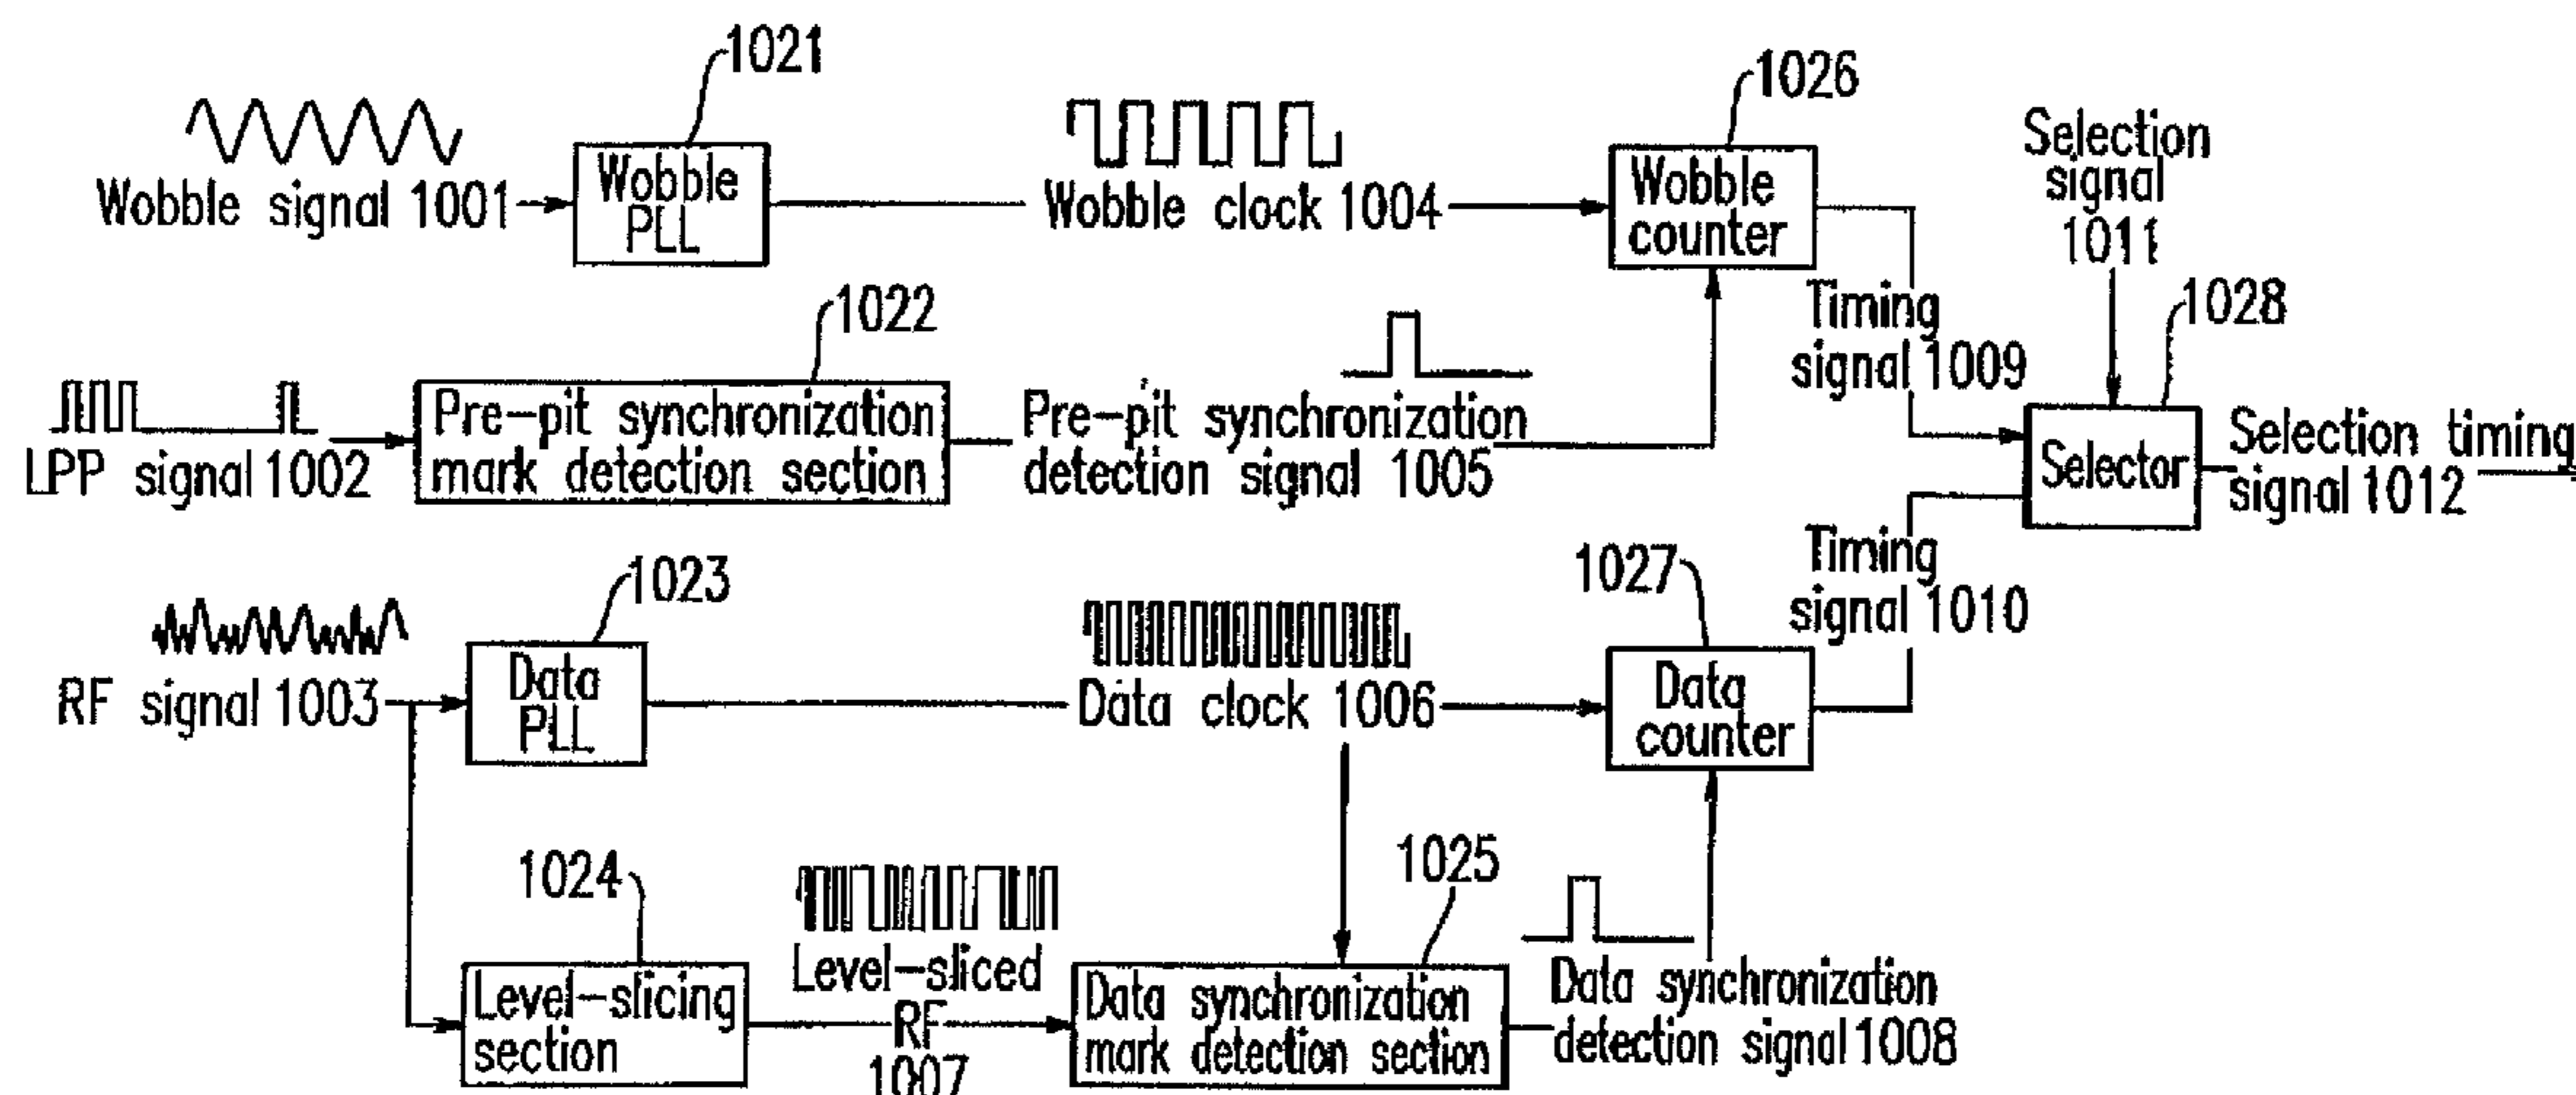 1021
Wobble signal 1001
Wobble
PLL
Wobble clock 1004
1026
Wobble
counter
Selection
signal
1011
1022
LPP signal 1002
Pre-pit synchronization
mark detection section
Pre-pit synchronization
detection signal 1005
Timing
signal 1009
1028
Selector
Selection timing
signal 1012
1023
RF signal 1003
Data
PLL
Data clock 1006
1027
Data
counter
Timing
signal 1010
1024
Level-slicing
section
Level-sliced
RF
1007
1025
Data synchronization
mark detection section
Data synchronization
detection signal 1008